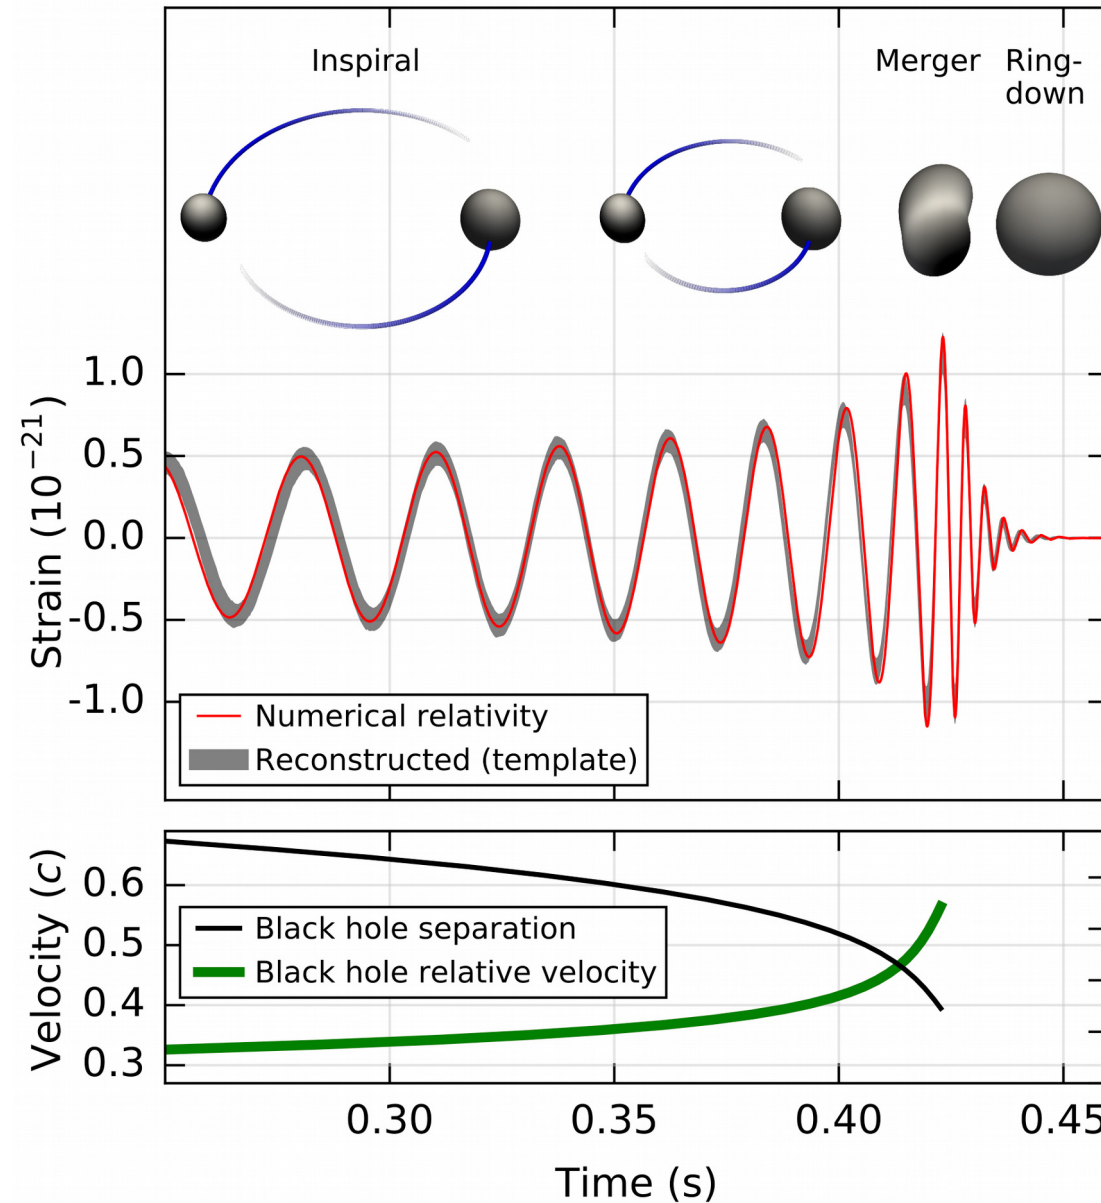 Inspiral
Merger
Ring-
down
Strain (10⁻²¹)
1.0
0.5
0.0
-0.5
-1.0
Numerical relativity
Reconstructed (template)
Velocity (c)
0.6
0.5
0.4
0.3
Black hole separation
Black hole relative velocity
0.30 0.35 0.40 0.45
Time (s)